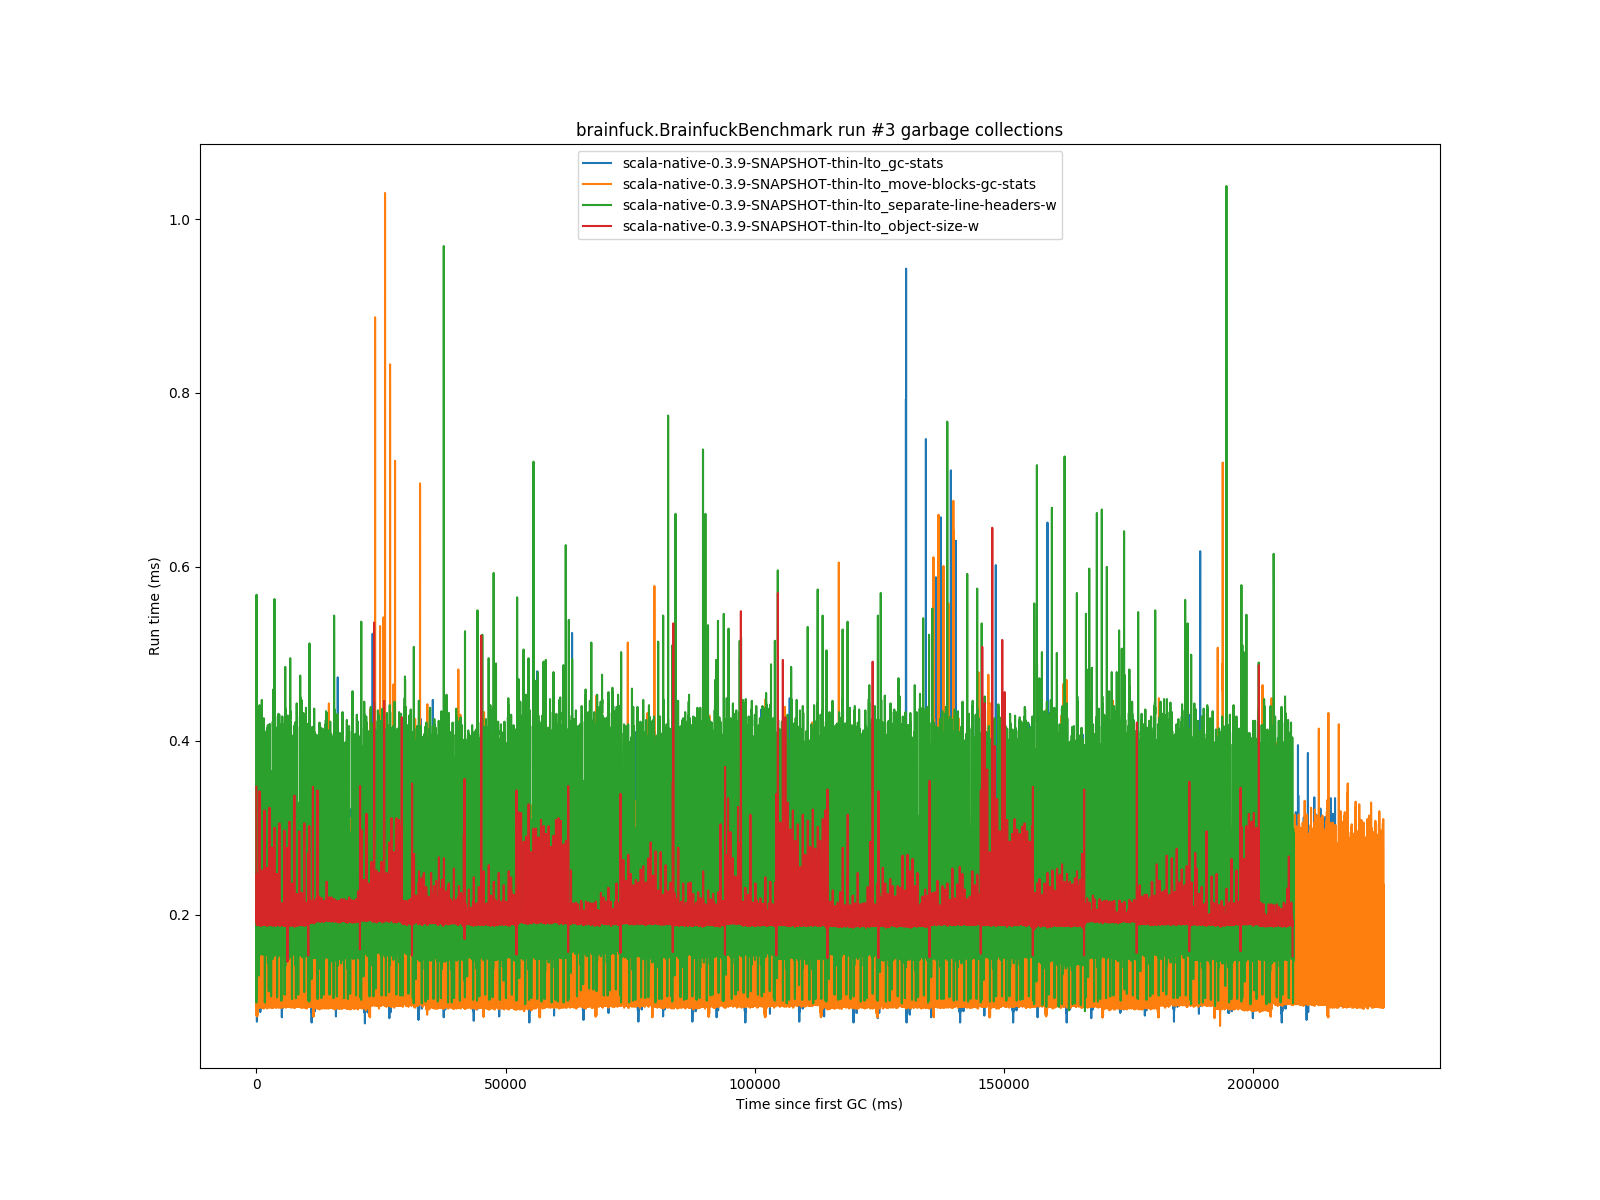 brainfuck.BrainfuckBenchmark run #3 garbage collections
scala-native-0.3.9-SNAPSHOT-thin-lto_gc-stats
scala-native-0.3.9-SNAPSHOT-thin-lto_move-blocks-gc-stats
scala-native-0.3.9-SNAPSHOT-thin-lto_separate-line-headers-w
scala-native-0.3.9-SNAPSHOT-thin-lto_object-size-w
1.0
0.8
0.6
0.4
0.2
Run time (ms)
0 50000 100000 150000 200000
Time since first GC (ms)